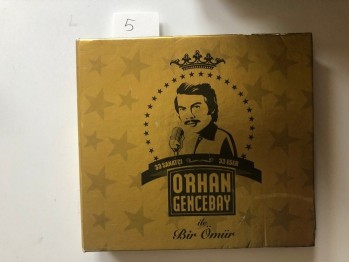 5
33 SANATÇI 33 ESER
ORHAN
GENCEBAY
ile
Bir Ömür